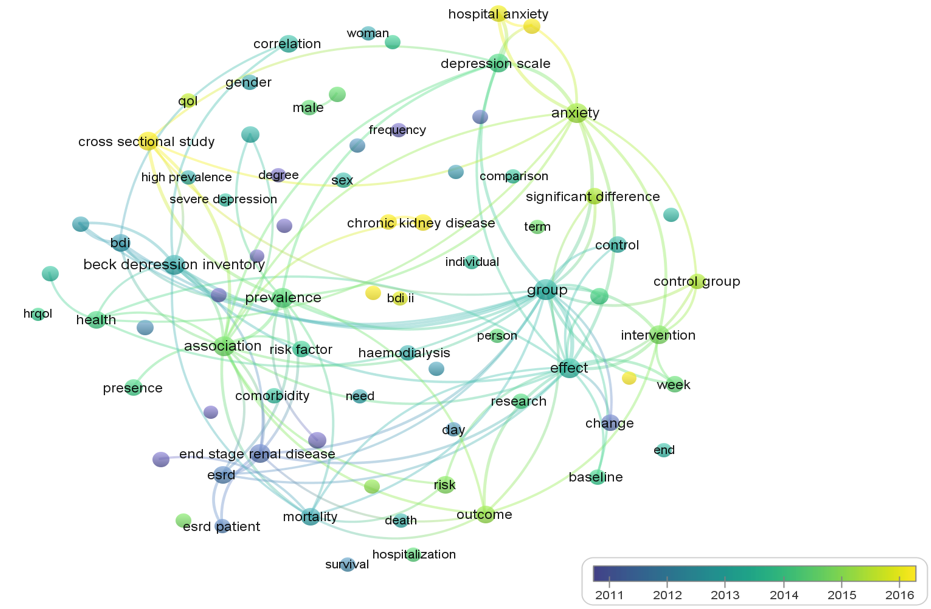 hospital anxiety
woman
correlation
depression scale
gender
qol
male
anxiety
frequency
cross sectional study
high prevalence
degree
sex
comparison
severe depression
significant difference
chronic kidney disease
term
bdi
control
beck depression inventory
individual
control group
group
prevalence
bdi ii
hrqol
health
person
intervention
association
risk factor
haemodialysis
effect
presence
comorbidity
need
week
research
day
change
end stage renal disease
end
esrd
baseline
risk
esrd patient
mortality
death
outcome
survival
hospitalization
2011 2012 2013 2014 2015 2016